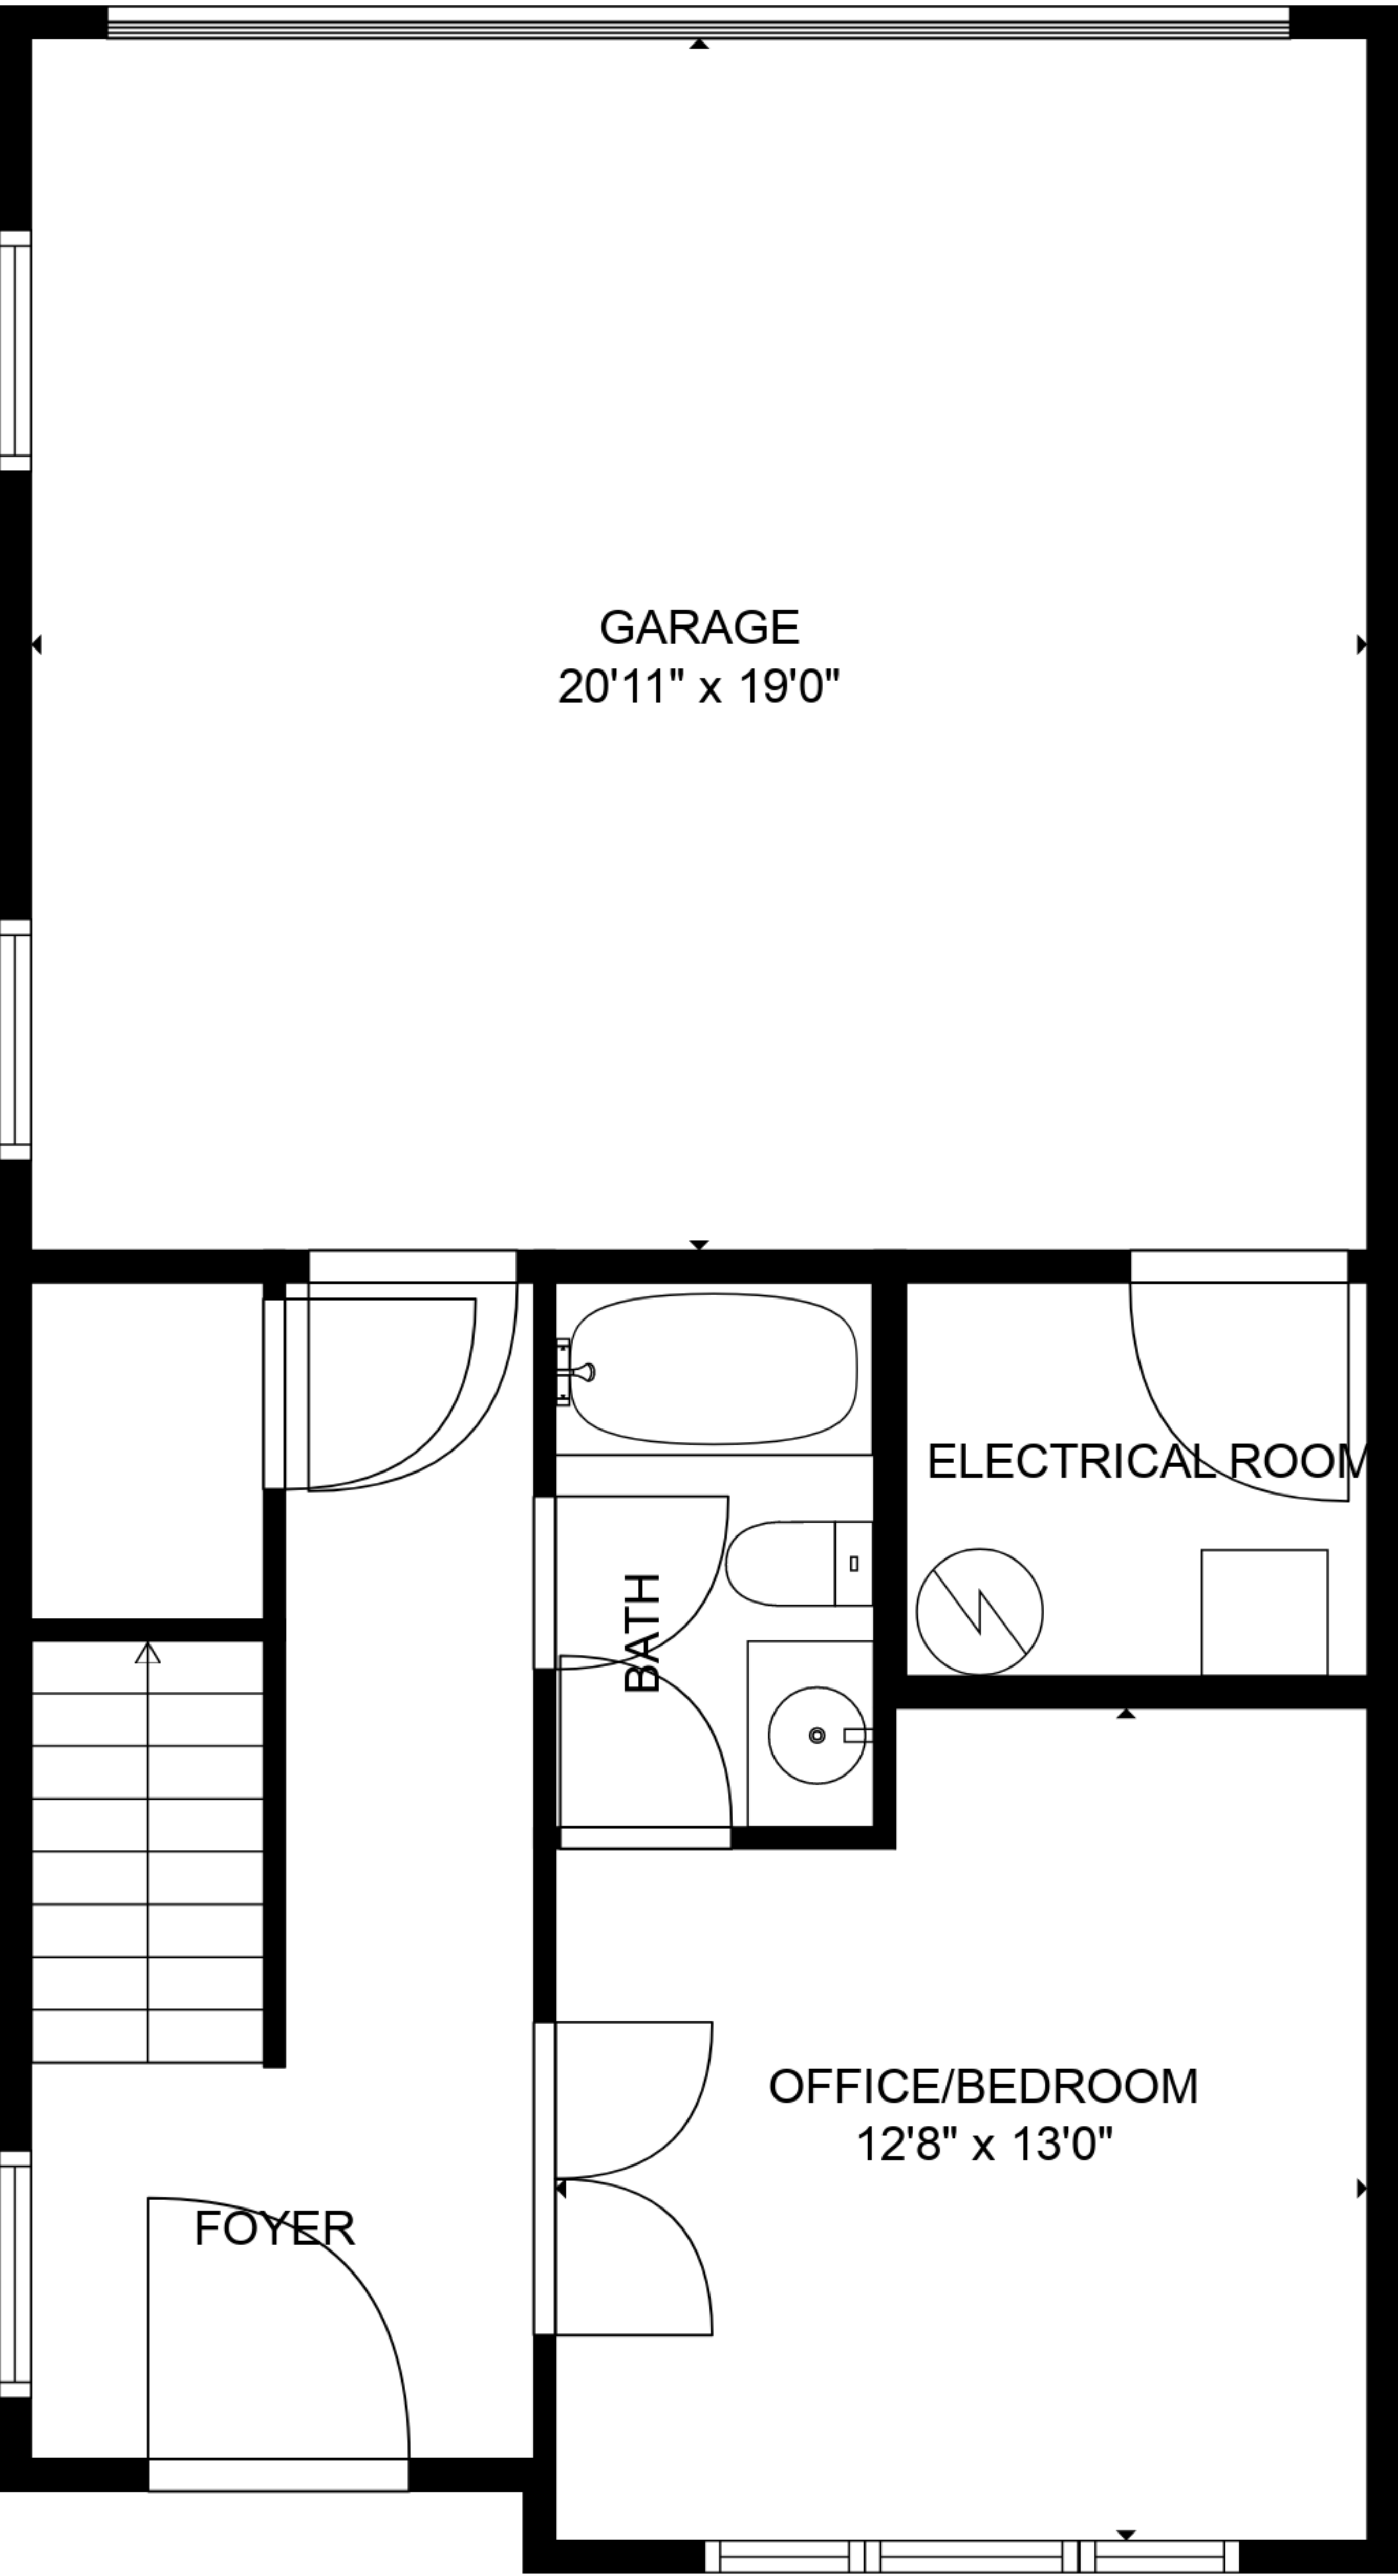 GARAGE
20'11" x 19'0"
ELECTRICAL ROOM
BATH
OFFICE/BEDROOM
12'8" x 13'0"
FOYER